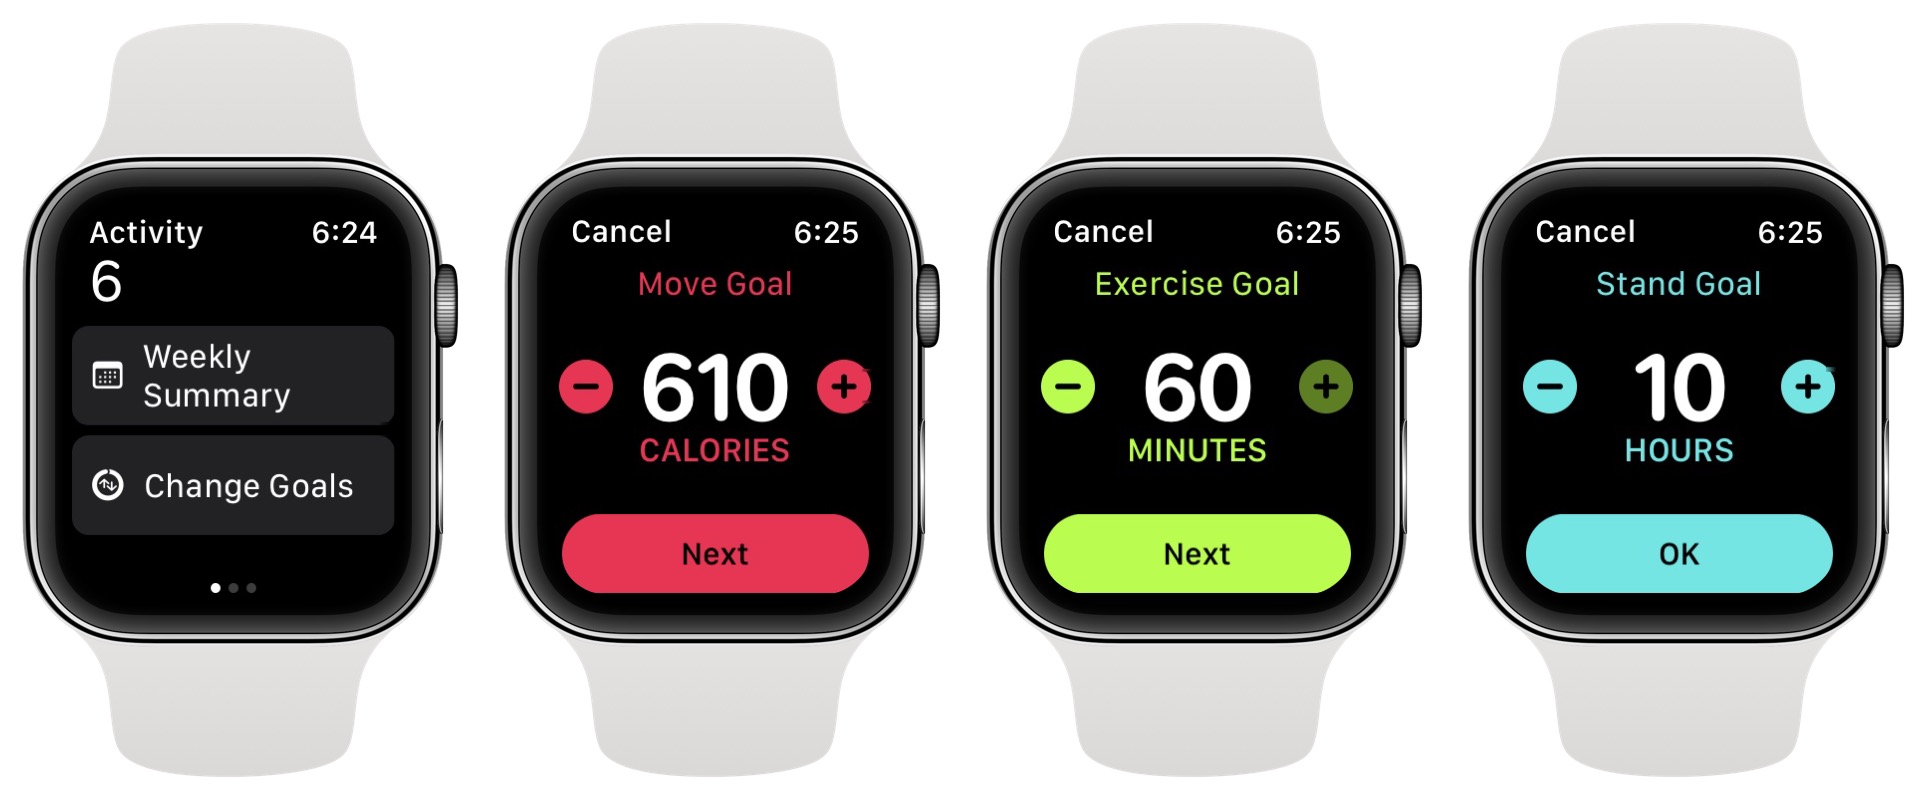 Activity 6:24
6
Weekly
Summary
Change Goals
Cancel 6:25
Move Goal
610
CALORIES
Next
Cancel 6:25
Exercise Goal
60
MINUTES
Next
Cancel 6:25
Stand Goal
10
HOURS
OK